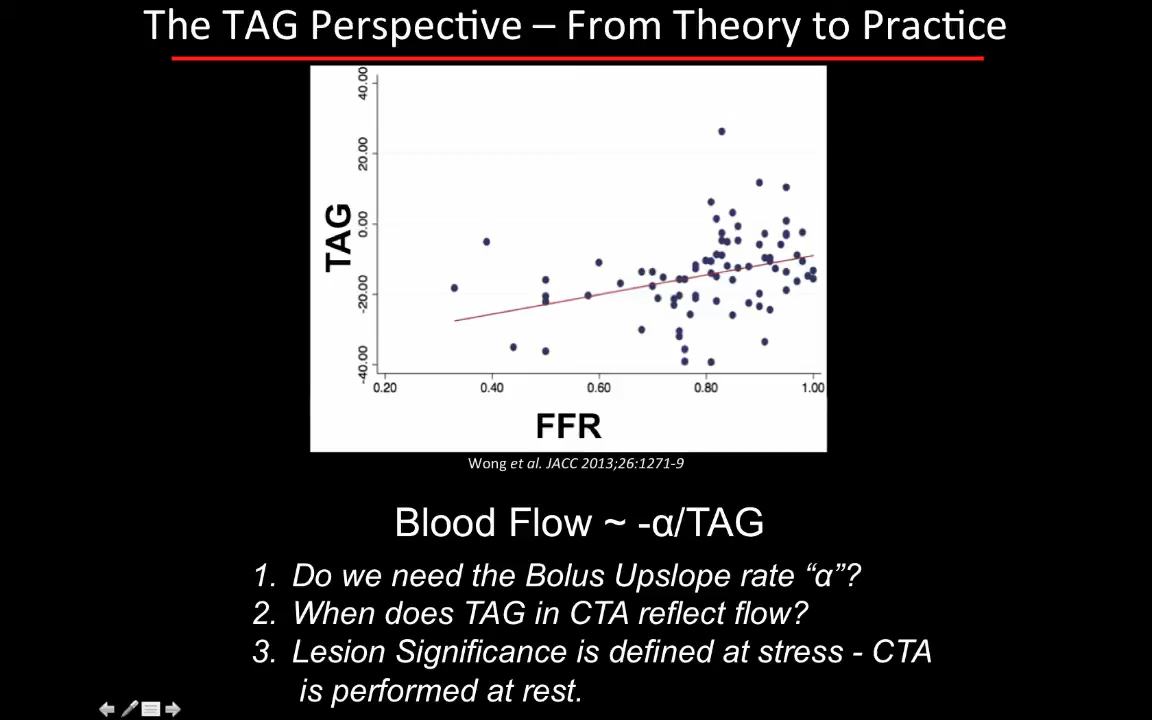 The TAG Perspective – From Theory to Practice
40.00
20.00
0.00
-20.00
-40.00
TAG
0.20 0.40 0.60 0.80 1.00
FFR
Wong et al. JACC 2013;26:1271-9
Blood Flow ~ -α/TAG
1. Do we need the Bolus Upslope rate “α”?
2. When does TAG in CTA reflect flow?
3. Lesion Significance is defined at stress - CTA
is performed at rest.